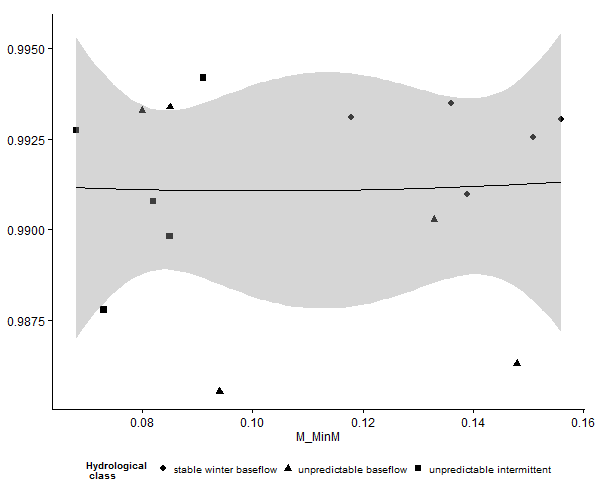 0.9950
0.9925
0.9900
0.9875
0.08 0.10 0.12 0.14 0.16
M_MinM
Hydrological
class
stable winter baseflow unpredictable baseflow unpredictable intermittent